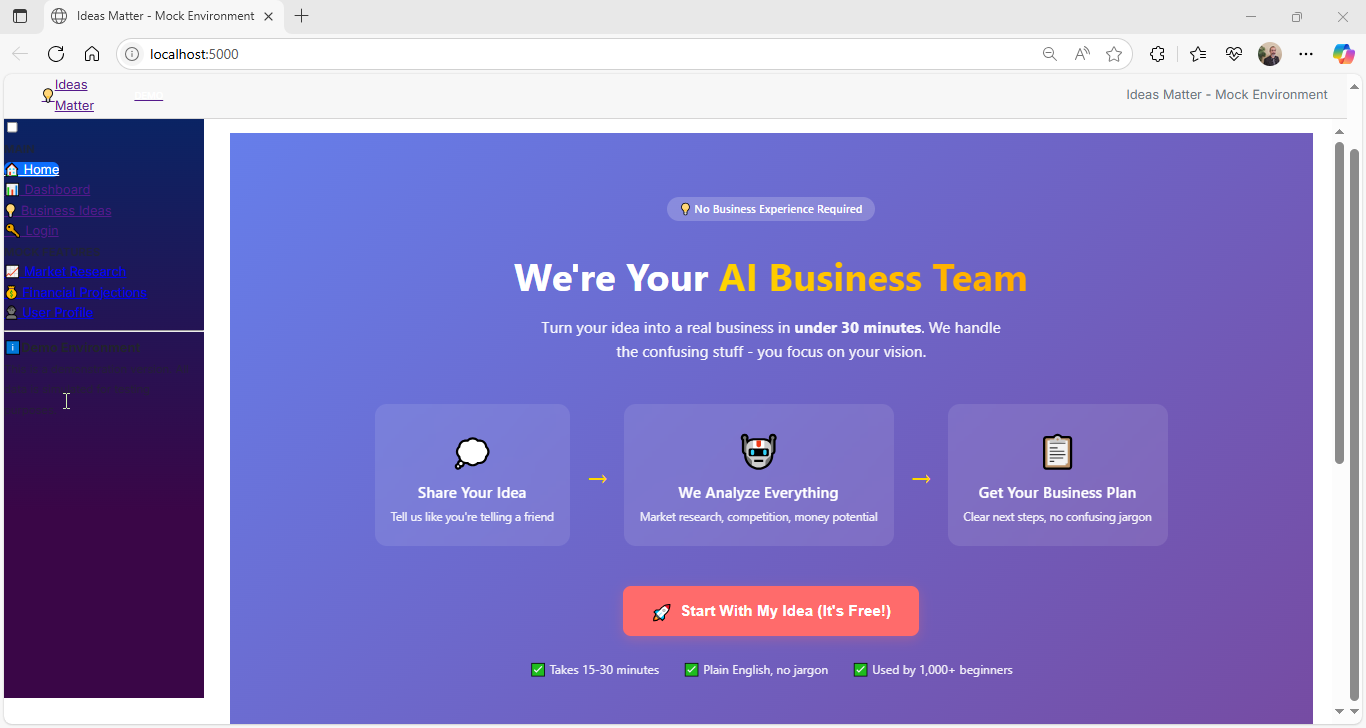 Ideas Matter - Mock Environment
localhost:5000
Ideas
Matter
DEMO
Ideas Matter - Mock Environment
Home
Dashboard
Business Ideas
Login
Market Research
Financial Projections
User Profile
Demo Environment
No Business Experience Required
We're Your AI Business Team
Turn your idea into a real business in under 30 minutes. We handle
the confusing stuff - you focus on your vision.
Share Your Idea
Tell us like you're telling a friend
→
We Analyze Everything
Market research, competition, money potential
→
Get Your Business Plan
Clear next steps, no confusing jargon
Start With My Idea (It's Free!)
Takes 15-30 minutes
Plain English, no jargon
Used by 1,000+ beginners